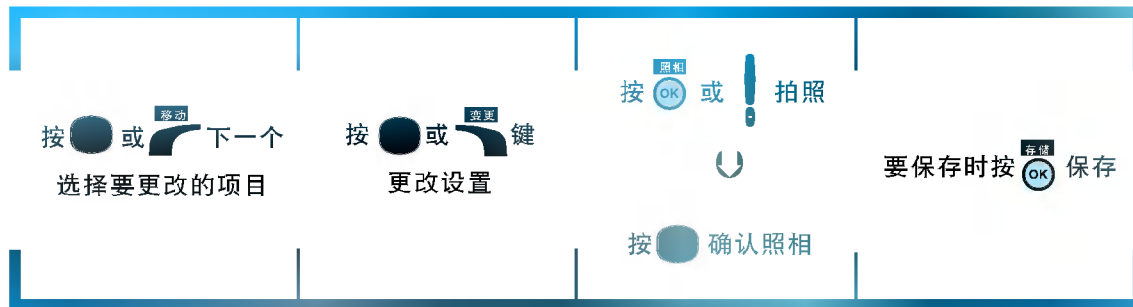 移动
按 或 下一个
选择要更改的项目
变更
按 或 键
更改设置
照相
按 OK 或 拍照
按 确认照相
存储
要保存时按 OK 保存